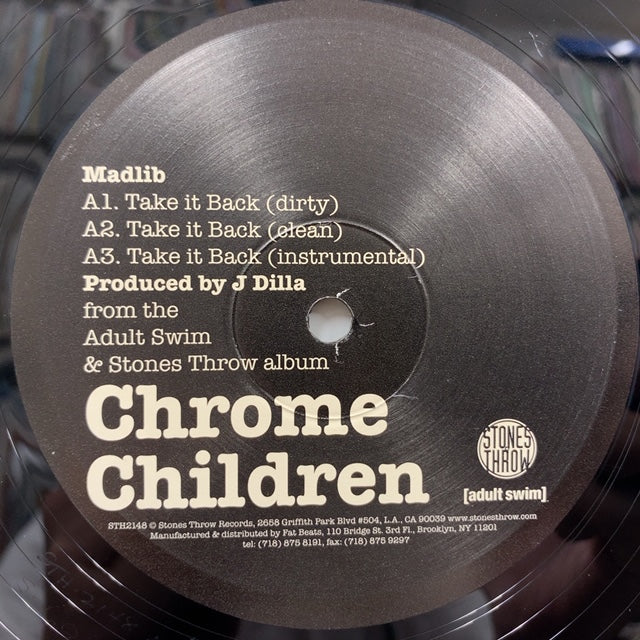 Madlib
A1. Take it Back (dirty)
A2. Take it Back (clean)
A3. Take it Back (instrumental)
Produced by J Dilla
from the
Adult Swim
& Stones Throw album
Chrome
Children
STONES
THROW
[adult swim]
STH2148 © Stones Throw Records, 2658 Griffith Park Blvd #504, L.A., CA 90039 www.stonesthrow.com
Manufactured & distributed by Fat Beats, 110 Bridge St. 3rd Fl., Brooklyn, NY 11201
tel: (718) 875 8191, fax: (718) 875 9297